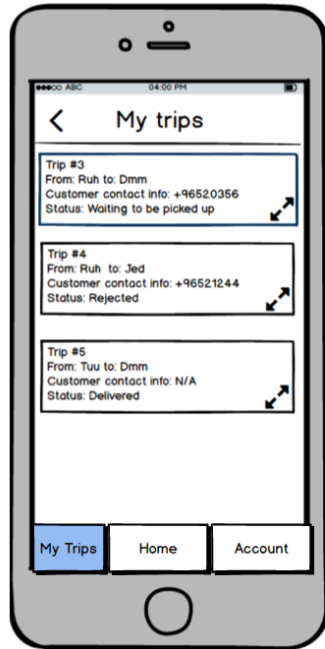 ABC 04:00 PM
My trips
Trip #3
From: Ruh to: Dmm
Customer contact info: +96520356
Status: Waiting to be picked up
Trip #4
From: Ruh to: Jed
Customer contact info: +96521244
Status: Rejected
Trip #5
From: Tuu to: Dmm
Customer contact info: N/A
Status: Delivered
My Trips Home Account